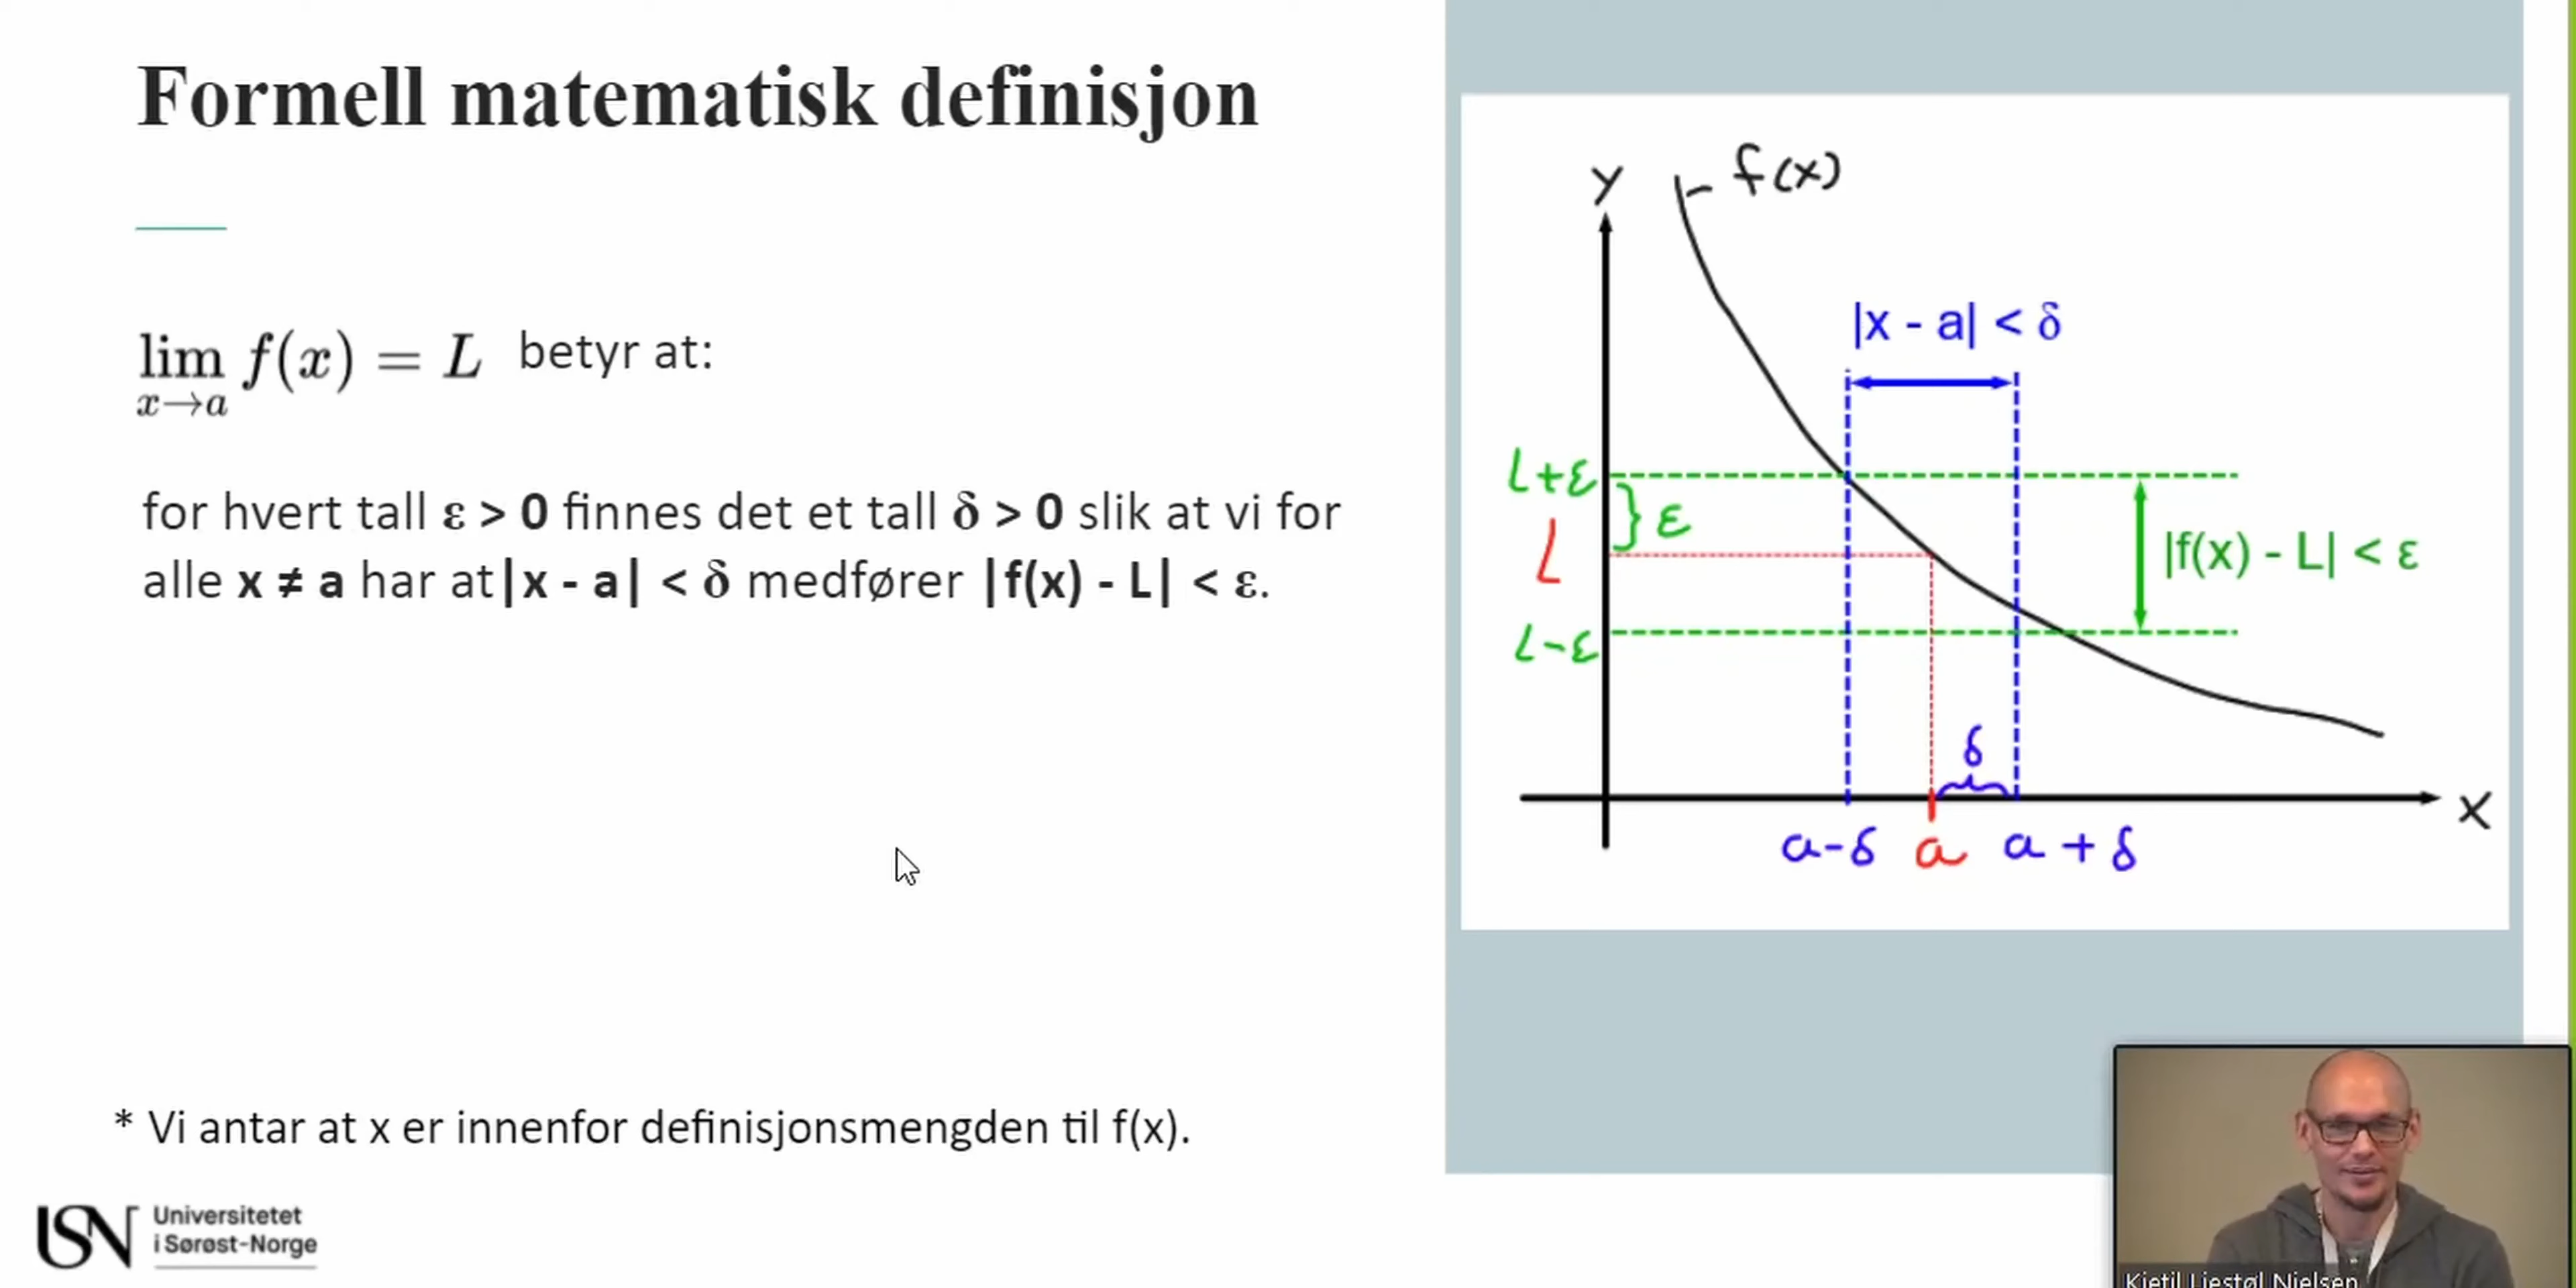 Formell matematisk definisjon
lim f(x) = L betyr at:
x→a
for hvert tall ε > 0 finnes det et tall δ > 0 slik at vi for
alle x ≠ a har at|x - a| < δ medfører |f(x) - L| < ε.
* Vi antar at x er innenfor definisjonsmengden til f(x).
USN Universitetet
i Sørøst-Norge
y
f(x)
|x - a| < δ
L+ε
} ε
L
|f(x) - L| < ε
L-ε
δ
x
a-δ a a + δ
Kjetil Liestøl Nielsen